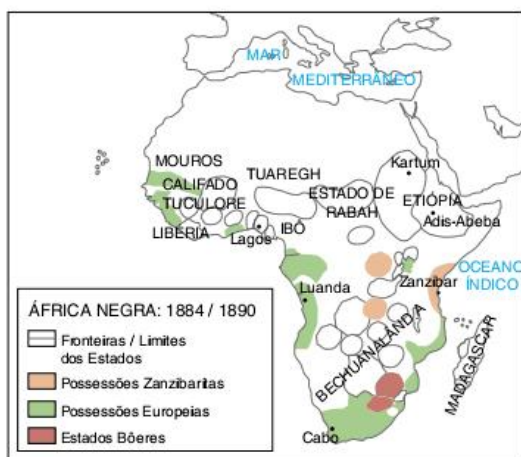 MAR
MEDITERRÂNEO
MOUROS
CALIFADO
TUCULORE
TUAREGH
ESTADO DE
RABAH
Kartum
ETIÓPIA
Adis-Abeba
LIBÉRIA
Lagos
IBÔ
Luanda
Zanzibar
OCEANO
ÍNDICO
BECHUANALÂNDIA
MADAGASCAR
Cabo
ÁFRICA NEGRA: 1884 / 1890
Fronteiras / Limites
dos Estados
Possessões Zanzibaritas
Possessões Europeias
Estados Bôeres